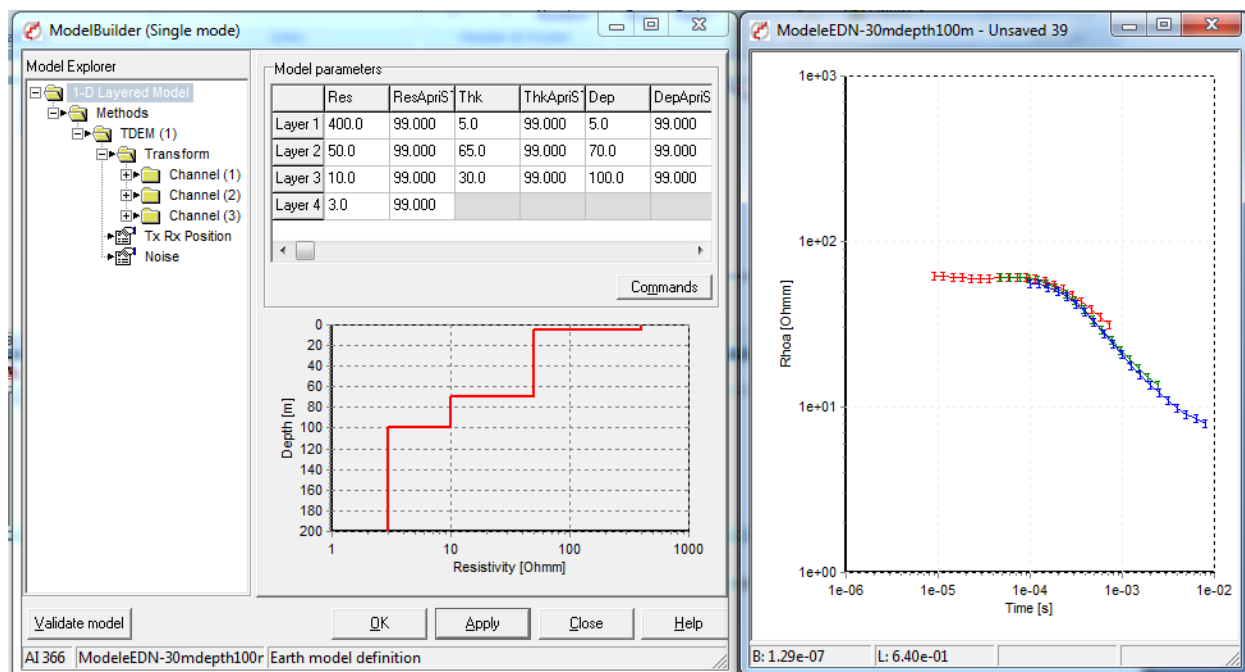 ModelBuilder (Single mode)
Model Explorer
1-D Layered Model
Methods
TDEM (1)
Transform
Channel (1)
Channel (2)
Channel (3)
Tx Rx Position
Noise
Model parameters
Res ResApriS Thk ThkApriS Dep DepApriS
Layer 1 400.0 99.000 5.0 99.000 5.0 99.000
Layer 2 50.0 99.000 65.0 99.000 70.0 99.000
Layer 3 10.0 99.000 30.0 99.000 100.0 99.000
Layer 4 3.0 99.000
Commands
0
20
40
60
80
100
120
140
160
180
200
Depth [m]
1 10 100 1000
Resistivity [Ohmm]
Validate model OK Apply Close Help
AI 366 ModeleEDN-30mdepth100r Earth model definition
ModeleEDN-30mdepth100m - Unsaved 39
1e+03
1e+02
1e+01
1e+00
Rhoa [Ohmm]
1e-06 1e-05 1e-04 1e-03 1e-02
Time [s]
B: 1.29e-07 L: 6.40e-01